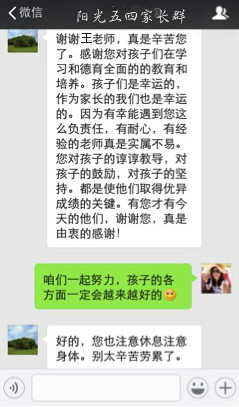 微信
阳光五四家长群
谢谢王老师，真是辛苦您
了。感谢您对孩子们在学
习和德育全面的的教育和
培养。孩子们是幸运的，
作为家长的我们也是幸运
的。因为有幸能遇到您这
么负责任，有耐心，有经
验的老师真是实属不易。
您对孩子的谆谆教导，对
孩子的鼓励，对孩子的坚
持。都是使他们取得优异
成绩的关键。有您才有今
天的他们，谢谢您，真是
由衷的感谢！
咱们一起努力，孩子的各
方面一定会越来越好的
好的，您也注意休息注意
身体。别太辛苦劳累了。